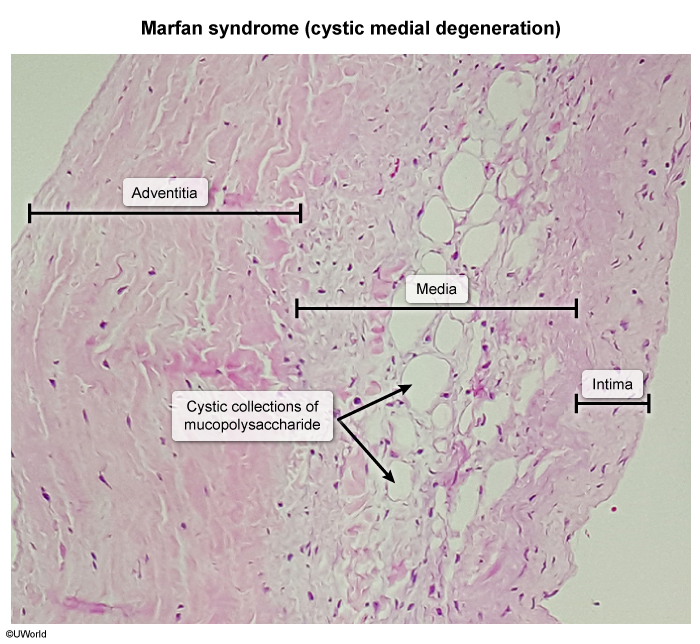 Marfan syndrome (cystic medial degeneration)
Adventitia
Media
Intima
Cystic collections of
mucopolysaccharide
©UWorld